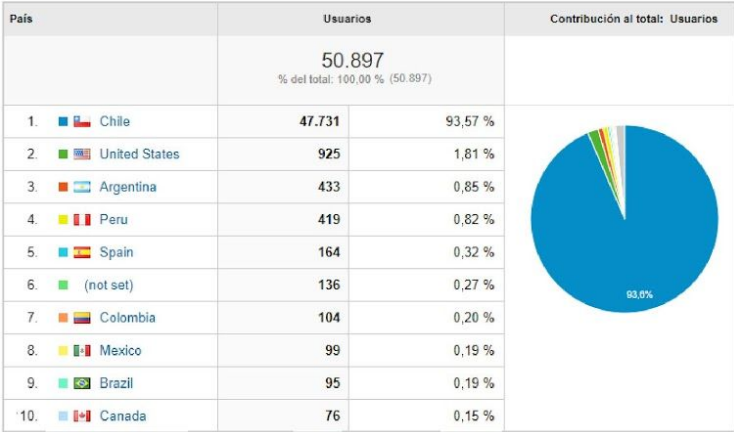 País Usuarios Contribución al total: Usuarios
50.897
% del total: 100,00 % (50.897)
1. Chile 47.731 93,57 %
2. United States 925 1,81 %
3. Argentina 433 0,85 %
4. Peru 419 0,82 %
5. Spain 164 0,32 %
6. (not set) 136 0,27 %
7. Colombia 104 0,20 %
8. Mexico 99 0,19 %
9. Brazil 95 0,19 %
10. Canada 76 0,15 %
93,6%